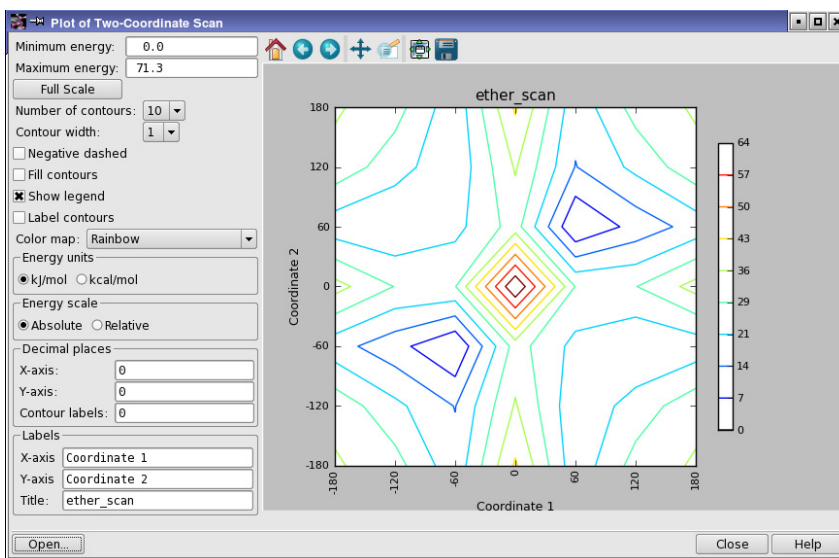 Plot of Two-Coordinate Scan
Minimum energy: 0.0
Maximum energy: 71.3
Full Scale
Number of contours: 10
Contour width: 1
Negative dashed
Fill contours
Show legend
Label contours
Color map: Rainbow
Energy units
kJ/mol kcal/mol
Energy scale
Absolute Relative
Decimal places
X-axis: 0
Y-axis: 0
Contour labels: 0
Labels
X-axis Coordinate 1
Y-axis Coordinate 2
Title: ether_scan
ether_scan
180
120
60
0
-60
-120
-180
Coordinate 2
-180 -120 -60 0 60 120 180
Coordinate 1
64
57
50
43
36
29
21
14
7
0
Open...
Close Help